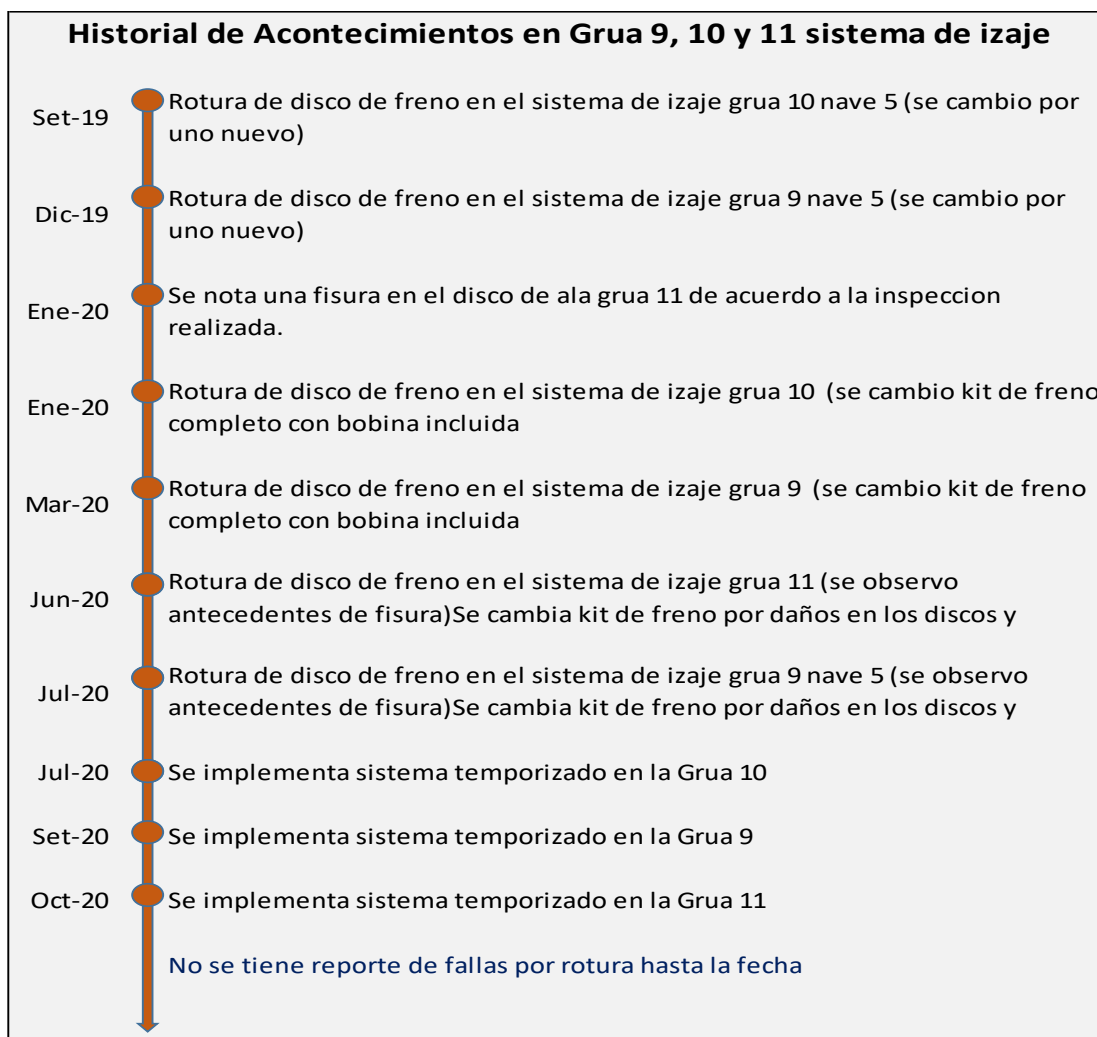 Historial de Acontecimientos en Grua 9, 10 y 11 sistema de izaje
Set-19
Rotura de disco de freno en el sistema de izaje grua 10 nave 5 (se cambio por
uno nuevo)
Dic-19
Rotura de disco de freno en el sistema de izaje grua 9 nave 5 (se cambio por
uno nuevo)
Ene-20
Se nota una fisura en el disco de ala grua 11 de acuerdo a la inspeccion
realizada.
Ene-20
Rotura de disco de freno en el sistema de izaje grua 10 (se cambio kit de freno
completo con bobina incluida
Mar-20
Rotura de disco de freno en el sistema de izaje grua 9 (se cambio kit de freno
completo con bobina incluida
Jun-20
Rotura de disco de freno en el sistema de izaje grua 11 (se observo
antecedentes de fisura)Se cambia kit de freno por daños en los discos y
Jul-20
Rotura de disco de freno en el sistema de izaje grua 9 nave 5 (se observo
antecedentes de fisura)Se cambia kit de freno por daños en los discos y
Jul-20
Se implementa sistema temporizado en la Grua 10
Set-20
Se implementa sistema temporizado en la Grua 9
Oct-20
Se implementa sistema temporizado en la Grua 11
No se tiene reporte de fallas por rotura hasta la fecha